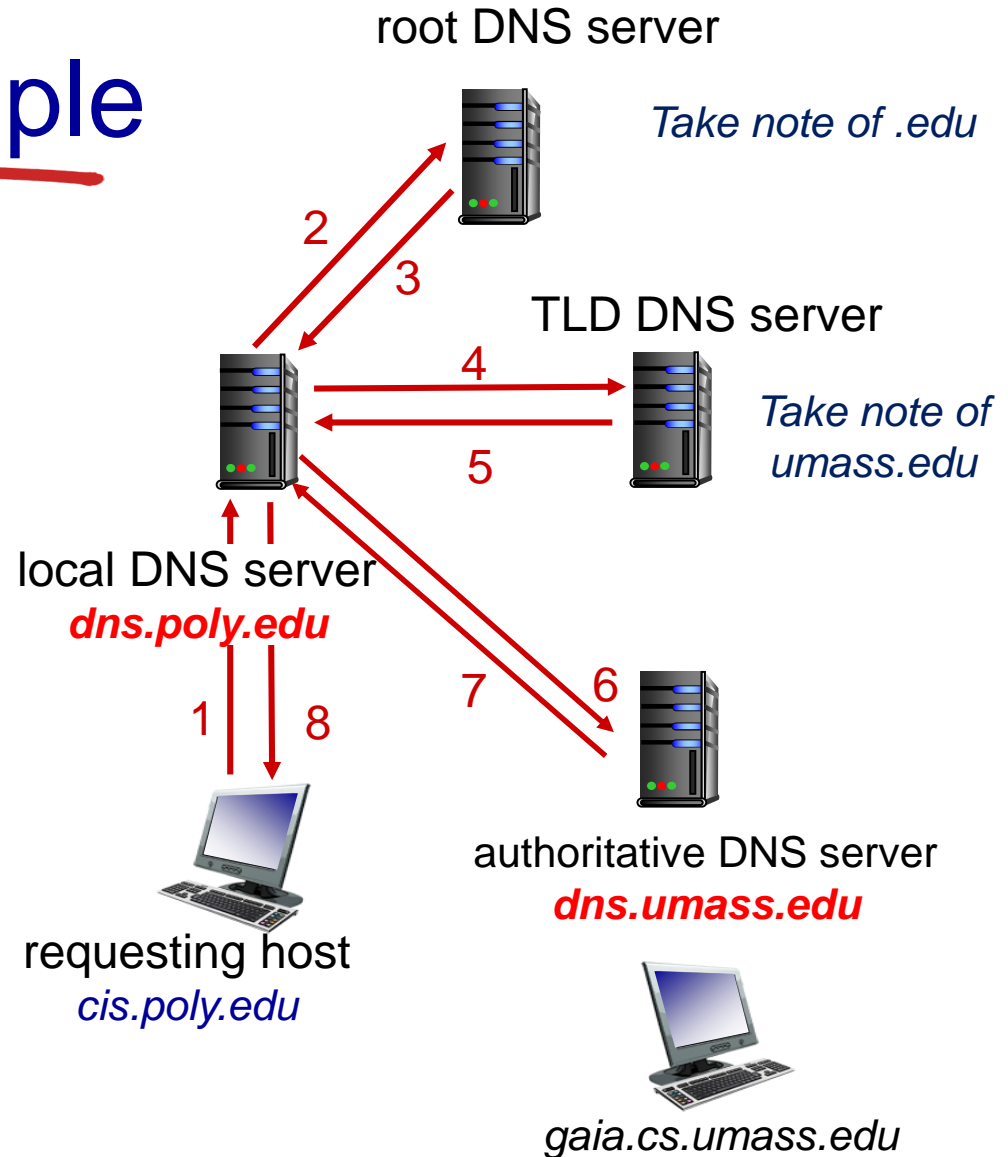 root DNS server
ple
Take note of .edu
2
3
TLD DNS server
4
Take note of
umass.edu
5
local DNS server
dns.poly.edu
1
8
7
6
authoritative DNS server
dns.umass.edu
requesting host
cis.poly.edu
gaia.cs.umass.edu